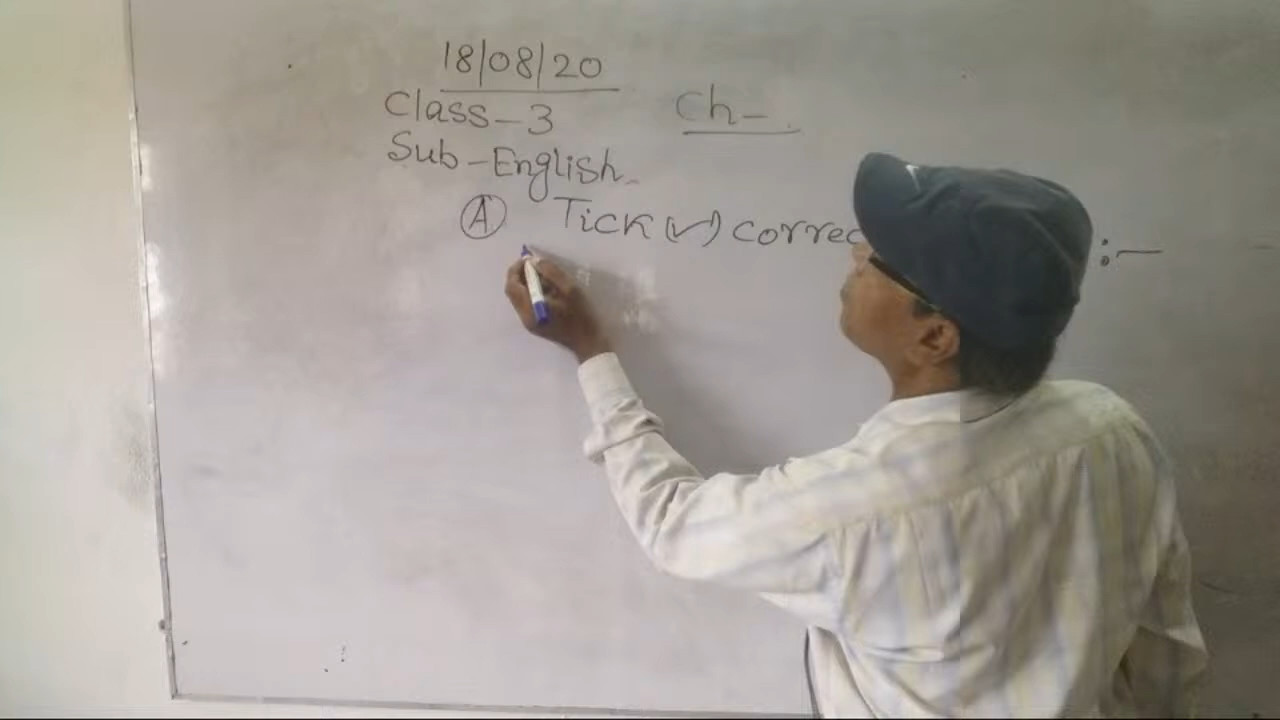 18/08/20
Class-3 Ch-.
Sub-English.
A Tick (✓) correc :-